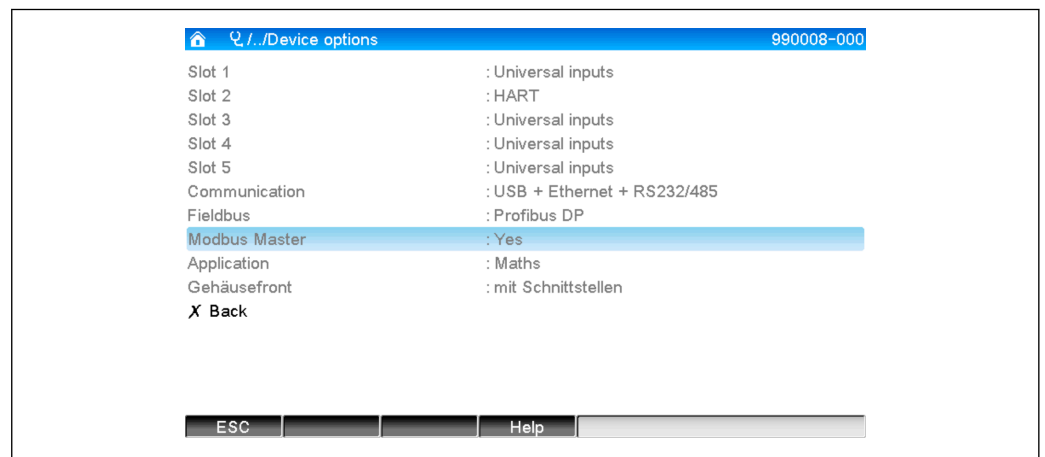 /../Device options 990008-000
Slot 1 : Universal inputs
Slot 2 : HART
Slot 3 : Universal inputs
Slot 4 : Universal inputs
Slot 5 : Universal inputs
Communication : USB + Ethernet + RS232/485
Fieldbus : Profibus DP
Modbus Master : Yes
Application : Maths
Gehäusefront : mit Schnittstellen
X Back
ESC Help